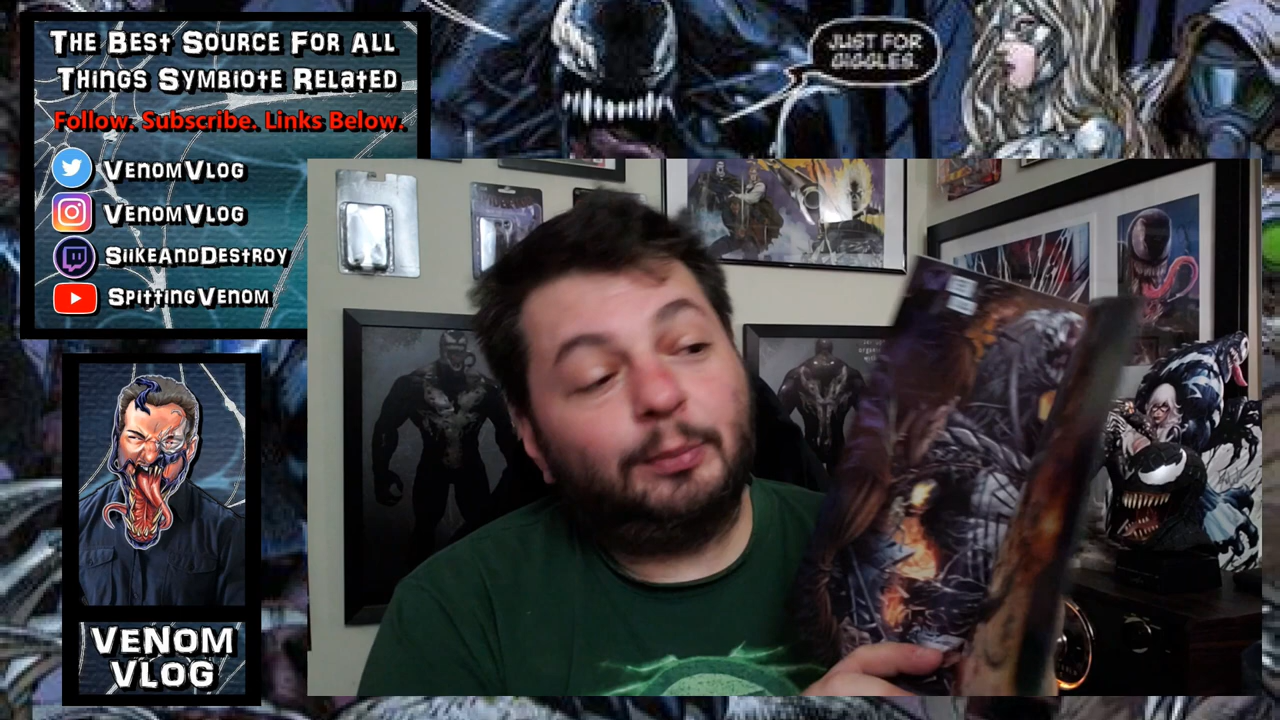 The Best Source For All
Things Symbiote Related
Follow. Subscribe. Links Below.
VenomVlog
VenomVlog
SiikeAndDestroy
SpittingVenom
JUST FOR
GIGGLES.
VENOM
VLOG